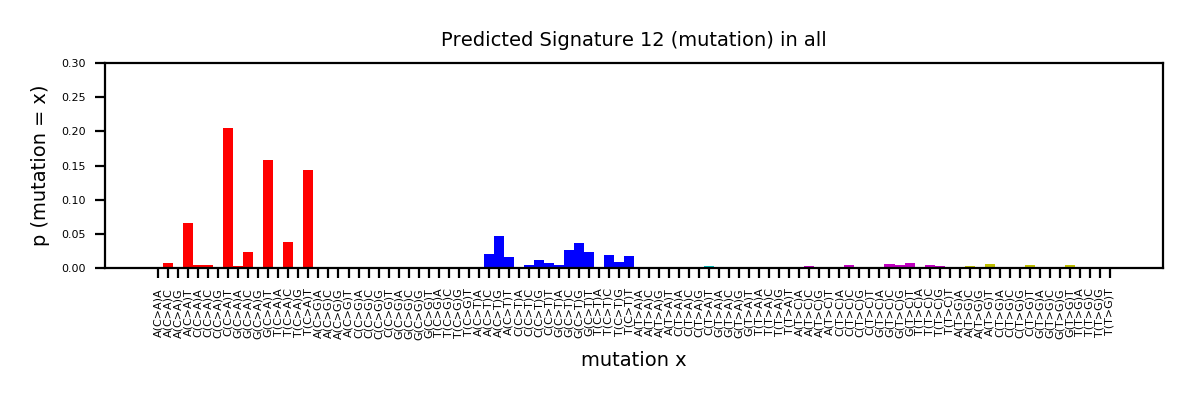 Predicted Signature 12 (mutation) in all
p (mutation = x)
0.30
0.25
0.20
0.15
0.10
0.05
0.00
A(C>A)A
A(C>A)C
A(C>A)G
A(C>A)T
C(C>A)A
C(C>A)C
C(C>A)G
C(C>A)T
G(C>A)A
G(C>A)C
G(C>A)G
G(C>A)T
T(C>A)A
T(C>A)C
T(C>A)G
T(C>A)T
A(C>G)A
A(C>G)C
A(C>G)G
A(C>G)T
C(C>G)A
C(C>G)C
C(C>G)G
C(C>G)T
G(C>G)A
G(C>G)C
G(C>G)G
G(C>G)T
T(C>G)A
T(C>G)C
T(C>G)G
T(C>G)T
A(C>T)A
A(C>T)C
A(C>T)G
A(C>T)T
C(C>T)A
C(C>T)C
C(C>T)G
C(C>T)T
G(C>T)A
G(C>T)C
G(C>T)G
G(C>T)T
T(C>T)A
T(C>T)C
T(C>T)G
T(C>T)T
A(T>A)A
A(T>A)C
A(T>A)G
A(T>A)T
C(T>A)A
C(T>A)C
C(T>A)G
C(T>A)T
G(T>A)A
G(T>A)C
G(T>A)G
G(T>A)T
T(T>A)A
T(T>A)C
T(T>A)G
T(T>A)T
A(T>C)A
A(T>C)C
A(T>C)G
A(T>C)T
C(T>C)A
C(T>C)C
C(T>C)G
C(T>C)T
G(T>C)A
G(T>C)C
G(T>C)G
G(T>C)T
T(T>C)A
T(T>C)C
T(T>C)G
T(T>C)T
A(T>G)A
A(T>G)C
A(T>G)G
A(T>G)T
C(T>G)A
C(T>G)C
C(T>G)G
C(T>G)T
G(T>G)A
G(T>G)C
G(T>G)G
G(T>G)T
T(T>G)A
T(T>G)C
T(T>G)G
T(T>G)T
mutation x